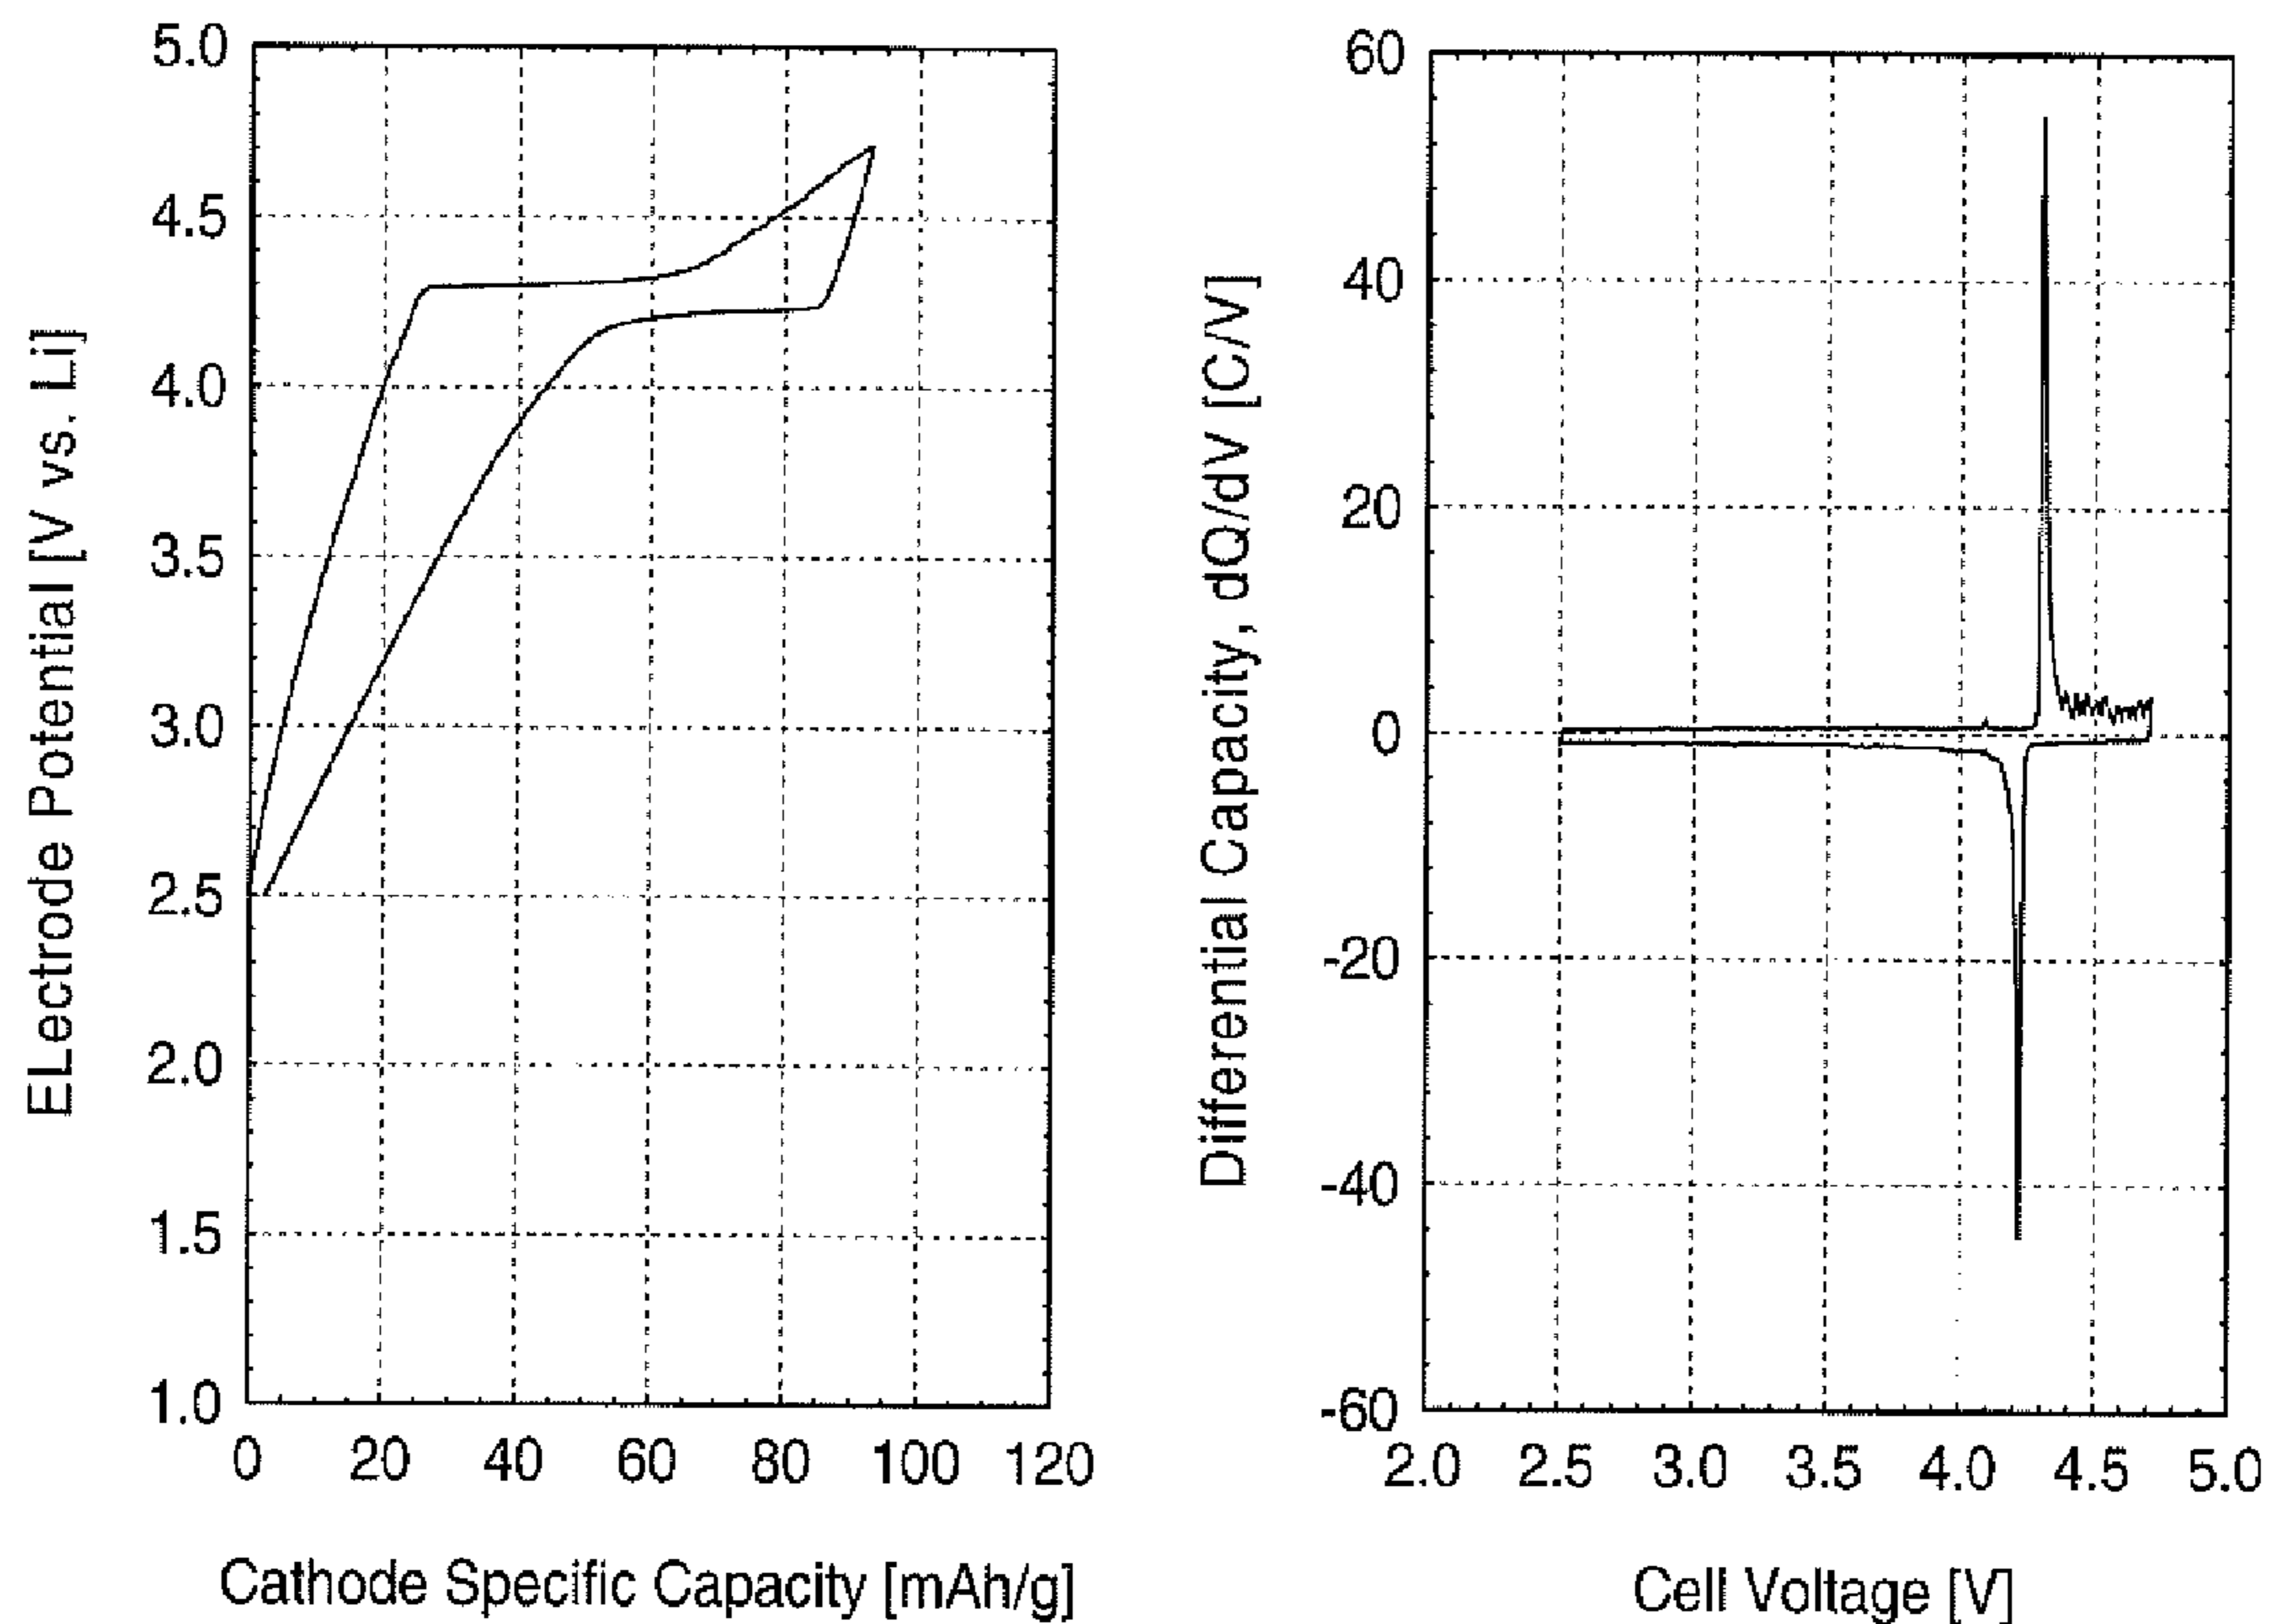 ELectrode Potential [V vs. Li]
5.0
4.5
4.0
3.5
3.0
2.5
2.0
1.5
1.0
0 20 40 60 80 100 120
Cathode Specific Capacity [mAh/g]
Differential Capacity, dQ/dV [C/V]
60
40
20
0
-20
-40
-60
2.0 2.5 3.0 3.5 4.0 4.5 5.0
Cell Voltage [V]